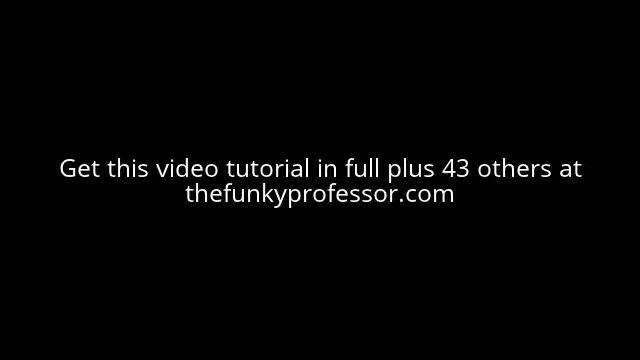 Get this video tutorial in full plus 43 others at
thefunkyprofessor.com